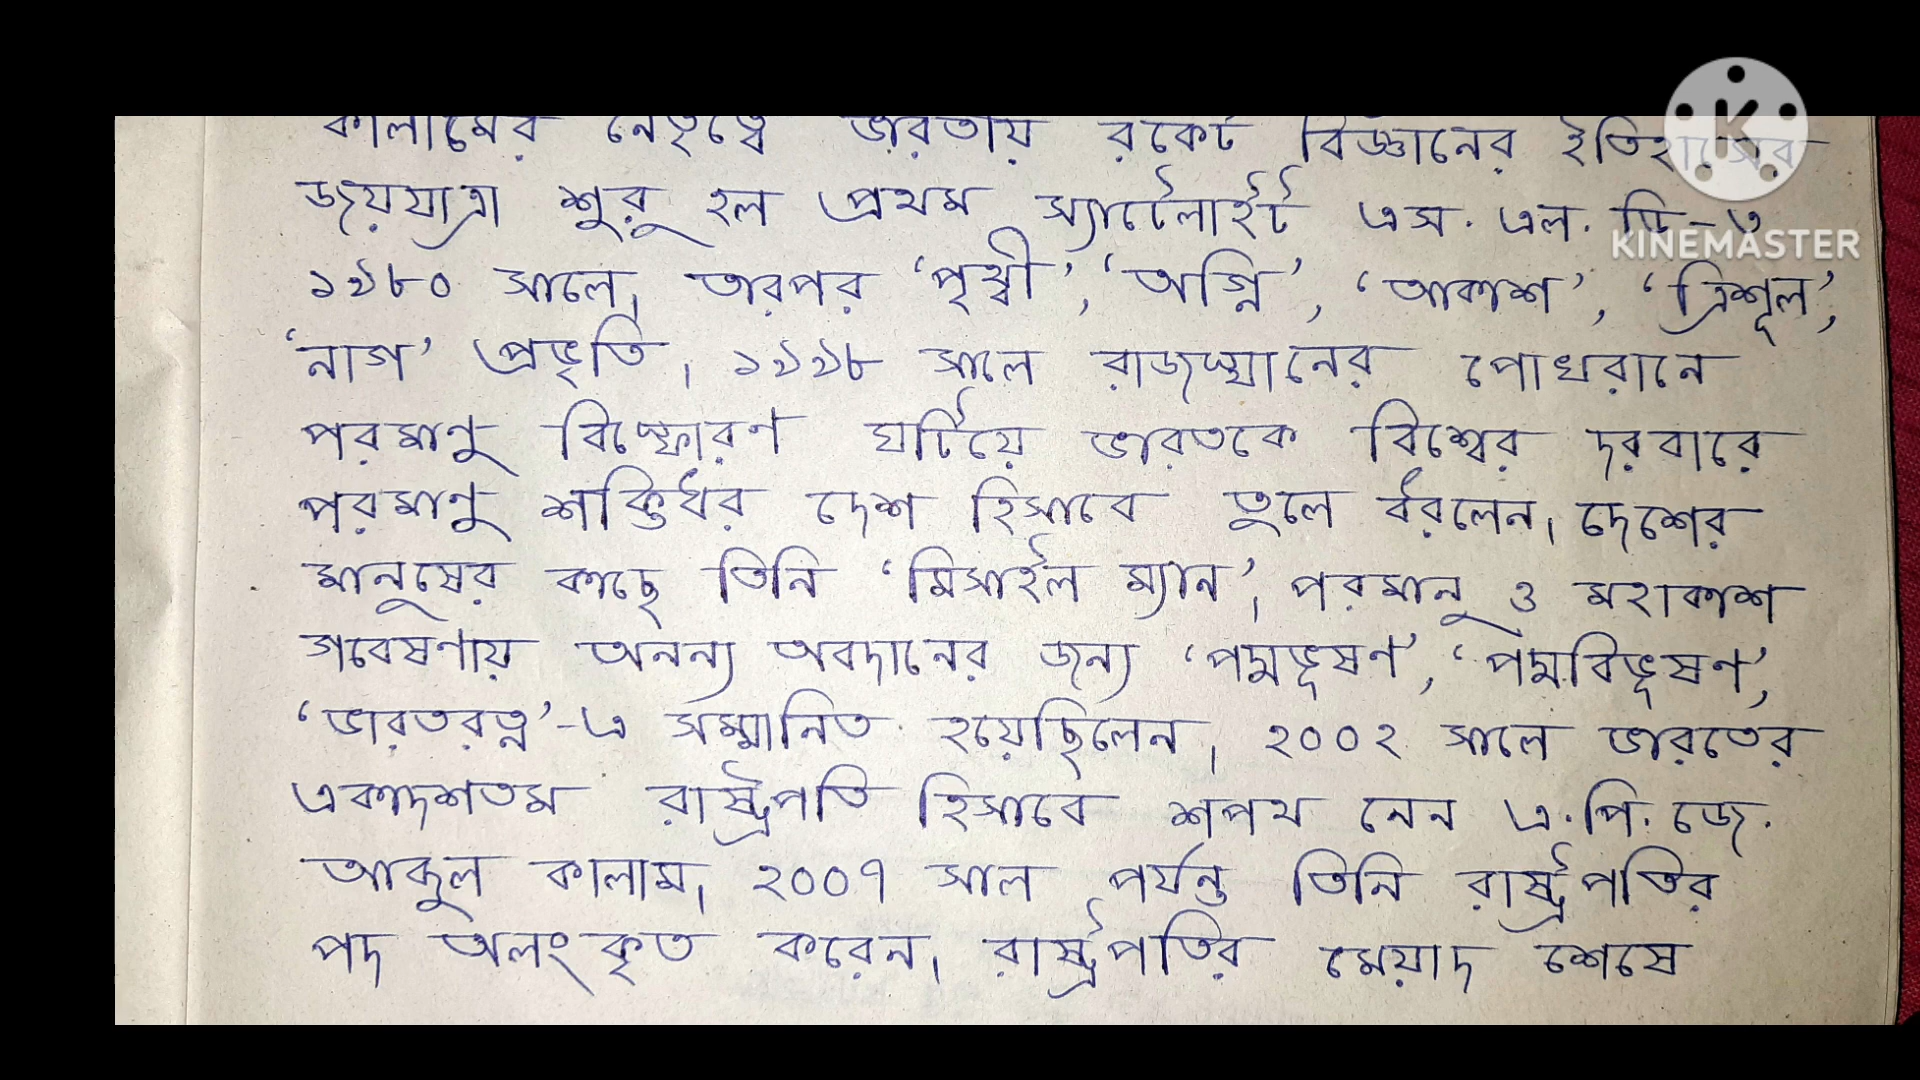 কালামের নেতৃত্বে ভারতীয় রকেট বিজ্ঞানের ইতিহাসের
জয়যাত্রা শুরু হল প্রথম স্যাটেলাইট এস. এল. ভি-৩
১৯৮০ সালে। তারপর ‘পৃথ্বী’, ‘অগ্নি’, ‘আকাশ’, ‘ত্রিশূল’,
‘নাগ’ প্রভৃতি। ১৯৯৮ সালে রাজস্থানের পোখরানে
পরমানু বিস্ফোরণ ঘটিয়ে ভারতকে বিশ্বের দরবারে
পরমানু শক্তিধর দেশ হিসাবে তুলে ধরলেন। দেশের
মানুষের কাছে তিনি ‘মিসাইল ম্যান’। পরমানু ও মহাকাশ
গবেষণায় অনন্য অবদানের জন্য ‘পদ্মভূষণ’, ‘পদ্মবিভূষণ’,
‘ভারতরত্ন’-এ সম্মানিত হয়েছিলেন। ২০০২ সালে ভারতের
একাদশতম রাষ্ট্রপতি হিসাবে শপথ নেন এ. পি. জে.
আব্দুল কালাম। ২০০৭ সাল পর্যন্ত তিনি রাষ্ট্রপতির
পদ অলংকৃত করেন। রাষ্ট্রপতির মেয়াদ শেষে
KINEMASTER